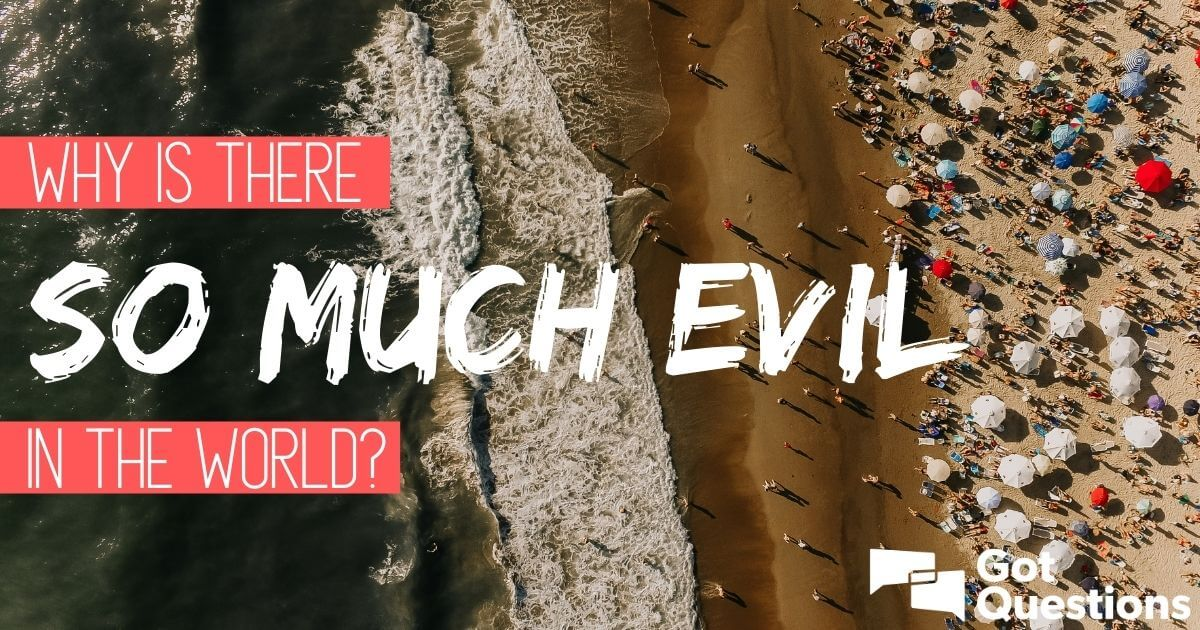 WHY IS THERE
SO MUCH EVIL
IN THE WORLD?
Got
Questions